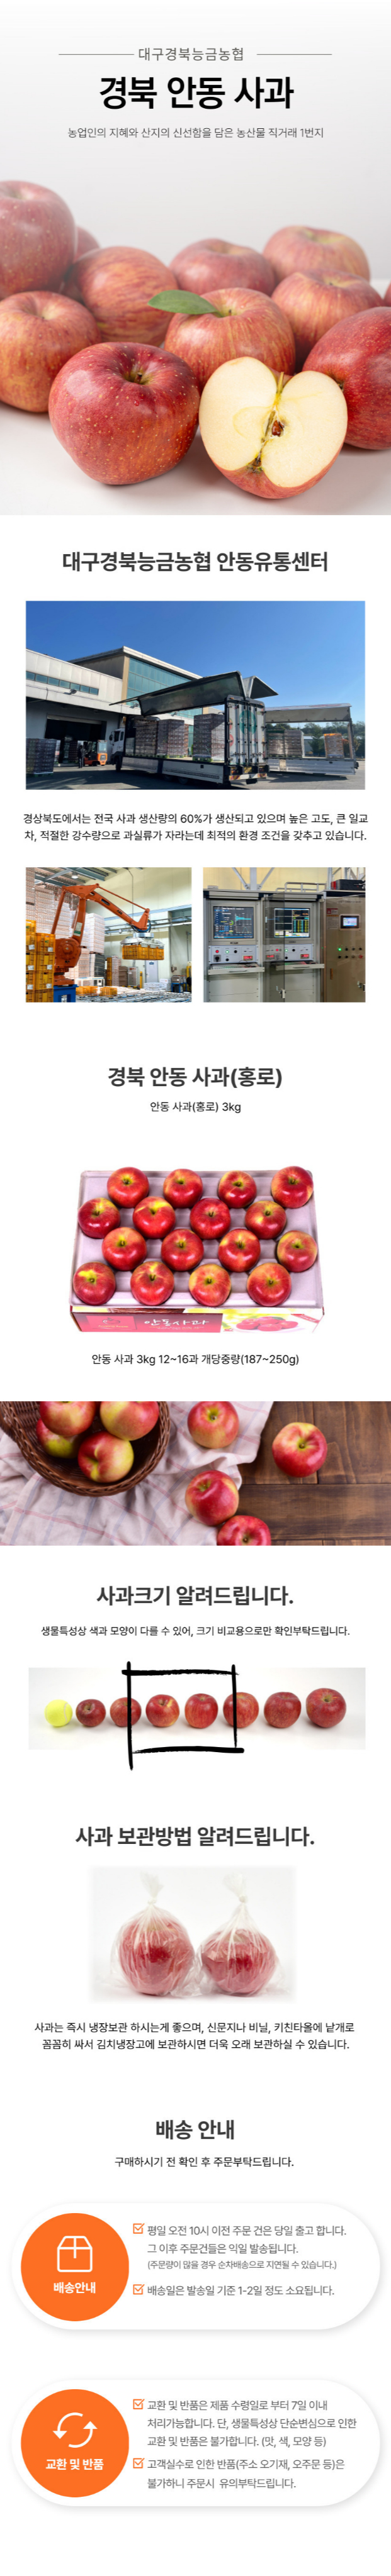 대구경북능금농협
경북 안동 사과
농업인의 지혜와 산지의 신선함을 담은 농산물 직거래 1번지
대구경북능금농협 안동유통센터
경상북도에서는 전국 사과 생산량의 60%가 생산되고 있으며 높은 고도, 큰 일교
차, 적절한 강수량으로 과실류가 자라는데 최적의 환경 조건을 갖추고 있습니다.
경북 안동 사과(홍로)
안동 사과(홍로) 3kg
안동사과
안동 사과 3kg 12~16과 개당중량(187~250g)
사과크기 알려드립니다.
생물특성상 색과 모양이 다를 수 있어, 크기 비교용으로만 확인부탁드립니다.
사과 보관방법 알려드립니다.
사과는 즉시 냉장보관 하시는게 좋으며, 신문지나 비닐, 키친타올에 낱개로
꼼꼼히 싸서 김치냉장고에 보관하시면 더욱 오래 보관하실 수 있습니다.
배송 안내
구매하시기 전 확인 후 주문부탁드립니다.
배송안내
평일 오전 10시 이전 주문 건은 당일 출고 합니다.
그 이후 주문건들은 익일 발송됩니다.
(주문량이 많을 경우 순차배송으로 지연될 수 있습니다.)
배송일은 발송일 기준 1-2일 정도 소요됩니다.
교환 및 반품
교환 및 반품은 제품 수령일로 부터 7일 이내
처리가능합니다. 단, 생물특성상 단순변심으로 인한
교환 및 반품은 불가합니다. (맛, 색, 모양 등)
고객실수로 인한 반품(주소 오기재, 오주문 등)은
불가하니 주문시 유의부탁드립니다.